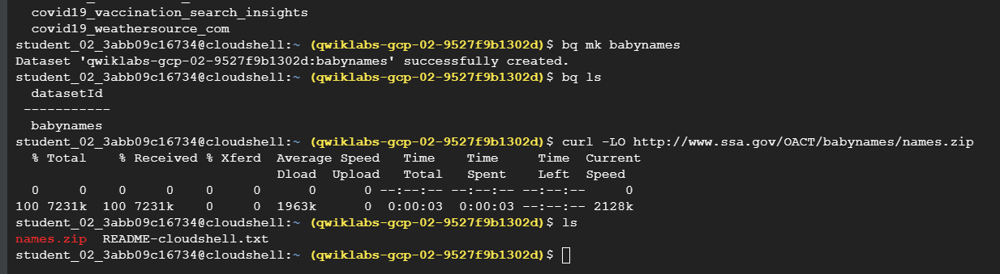 covid19_vaccination_search_insights
covid19_weathersource_com
student_02_3abb09c16734@cloudshell:~ (qwiklabs-gcp-02-9527f9b1302d)$ bq mk babynames
Dataset 'qwiklabs-gcp-02-9527f9b1302d:babynames' successfully created.
student_02_3abb09c16734@cloudshell:~ (qwiklabs-gcp-02-9527f9b1302d)$ bq ls
datasetId
-----------
babynames
student_02_3abb09c16734@cloudshell:~ (qwiklabs-gcp-02-9527f9b1302d)$ curl -LO http://www.ssa.gov/OACT/babynames/names.zip
% Total    % Received % Xferd  Average Speed   Time    Time     Time  Current
Dload  Upload   Total   Spent    Left  Speed
0     0    0     0    0     0      0      0 --:--:-- --:--:-- --:--:--     0
100 7231k  100 7231k    0     0  1963k      0  0:00:03  0:00:03 --:--:-- 2128k
student_02_3abb09c16734@cloudshell:~ (qwiklabs-gcp-02-9527f9b1302d)$ ls
names.zip  README-cloudshell.txt
student_02_3abb09c16734@cloudshell:~ (qwiklabs-gcp-02-9527f9b1302d)$